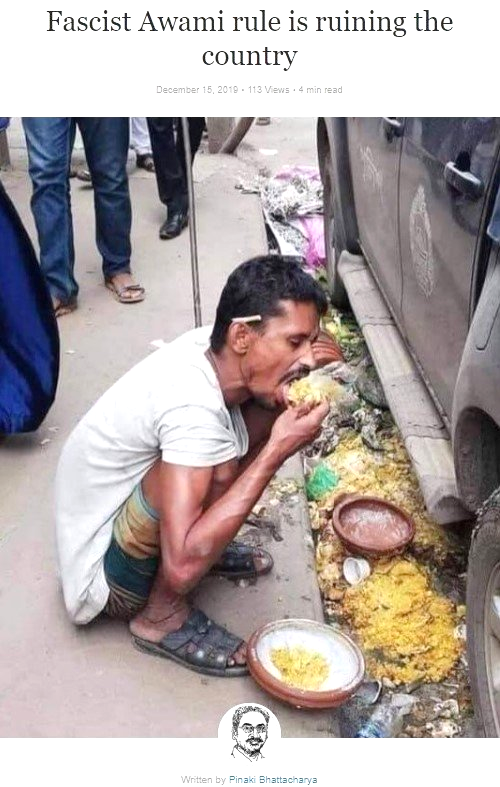 Fascist Awami rule is ruining the
country
December 15, 2019 • 113 Views • 4 min read
Written by Pinaki Bhattacharya